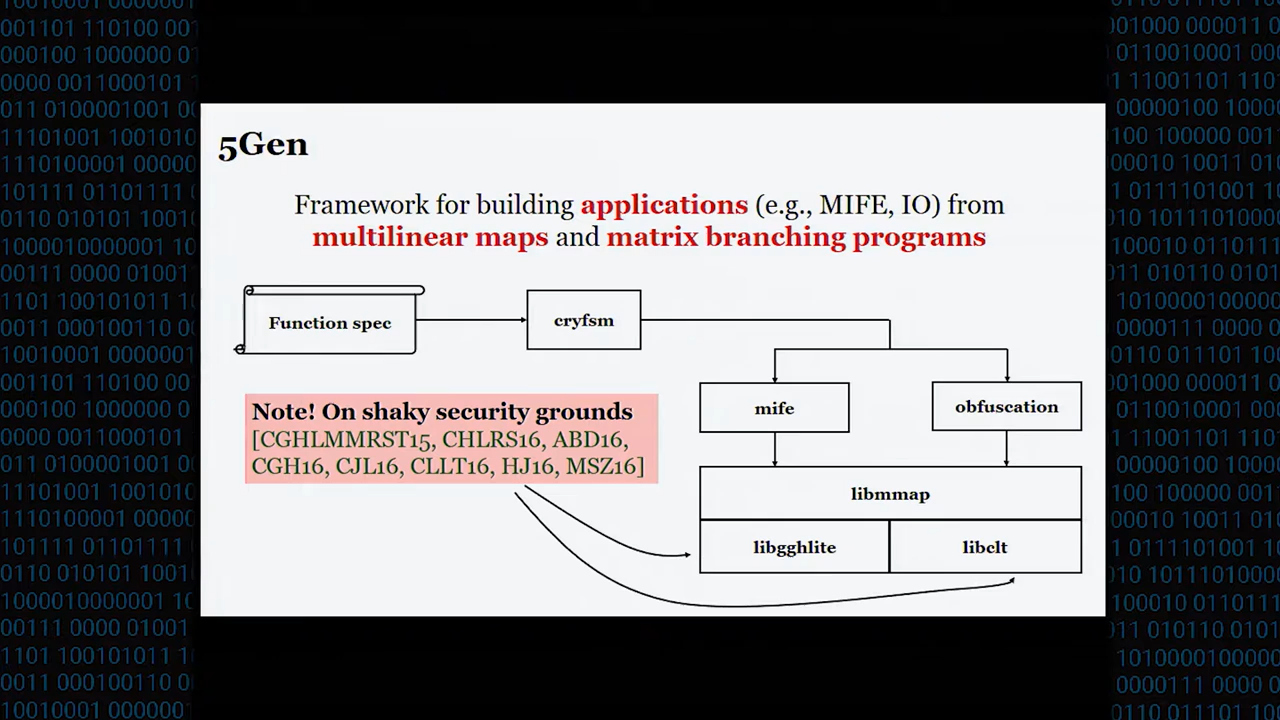 5Gen
Framework for building applications (e.g., MIFE, IO) from
multilinear maps and matrix branching programs
Function spec
cryfsm
mife
obfuscation
Note! On shaky security grounds
[CGHLMMRST15, CHLRS16, ABD16,
CGH16, CJL16, CLLT16, HJ16, MSZ16]
libmmap
libgghlite
libclt